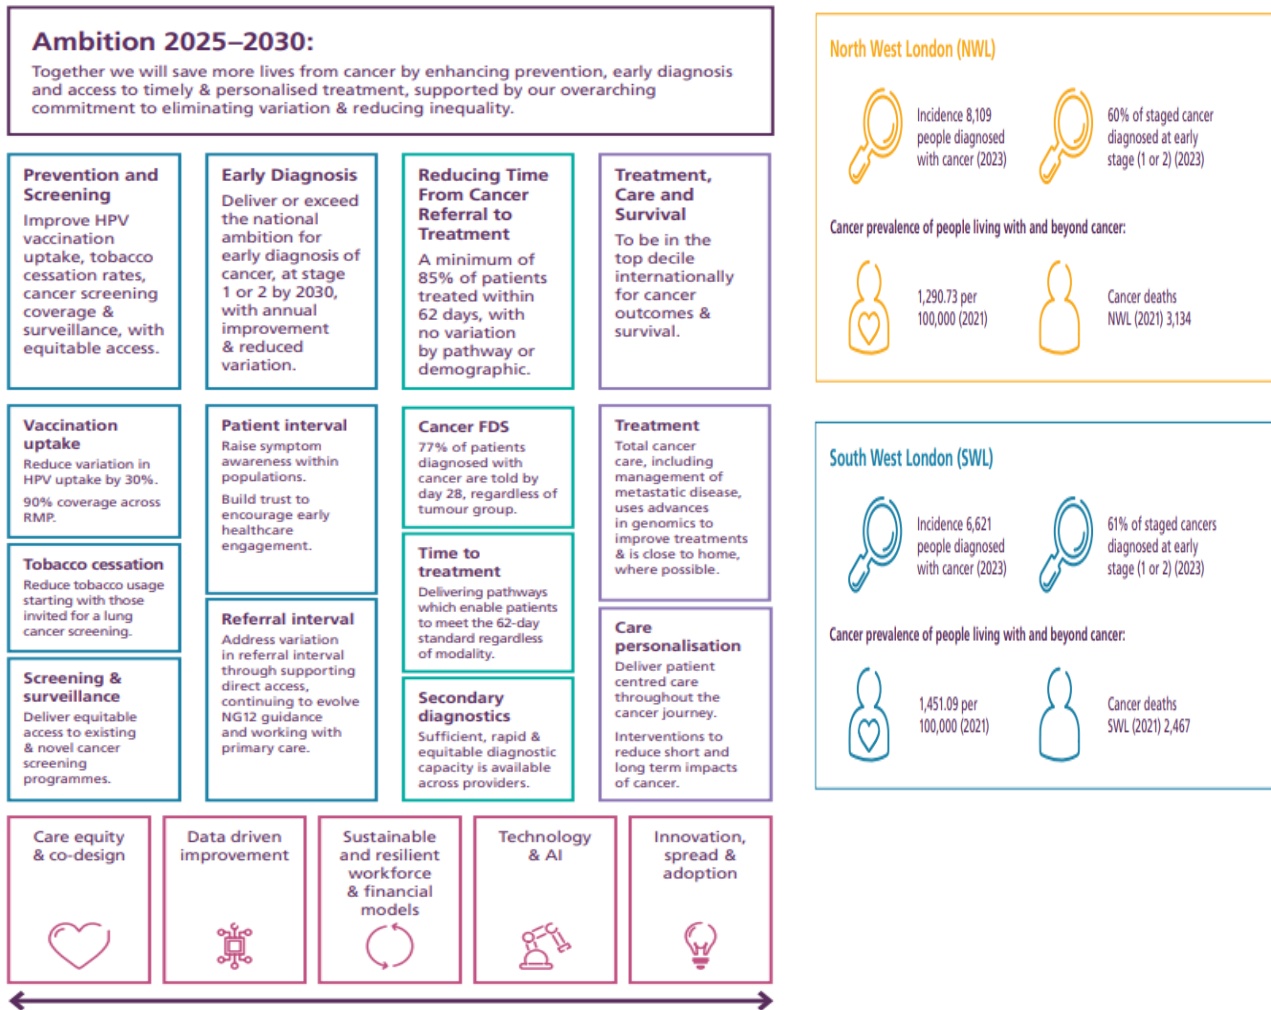 Ambition 2025–2030:
Together we will save more lives from cancer by enhancing prevention, early diagnosis
and access to timely & personalised treatment, supported by our overarching
commitment to eliminating variation & reducing inequality.
Prevention and
Screening
Improve HPV
vaccination
uptake, tobacco
cessation rates,
cancer screening
coverage &
surveillance, with
equitable access.
Early Diagnosis
Deliver or exceed
the national
ambition for
early diagnosis of
cancer, at stage
1 or 2 by 2030,
with annual
improvement
& reduced
variation.
Reducing Time
From Cancer
Referral to
Treatment
A minimum of
85% of patients
treated within
62 days, with
no variation
by pathway or
demographic.
Treatment,
Care and
Survival
To be in the
top decile
internationally
for cancer
outcomes &
survival.
Vaccination
uptake
Reduce variation in
HPV uptake by 30%.
90% coverage across
RMP.
Tobacco cessation
Reduce tobacco usage
starting with those
invited for a lung
cancer screening.
Screening &
surveillance
Deliver equitable
access to existing
& novel cancer
screening
programmes.
Patient interval
Raise symptom
awareness within
populations.
Build trust to
encourage early
healthcare
engagement.
Referral interval
Address variation
in referral interval
through supporting
direct access,
continuing to evolve
NG12 guidance
and working with
primary care.
Cancer FDS
77% of patients
diagnosed with
cancer are told by
day 28, regardless of
tumour group.
Time to
treatment
Delivering pathways
which enable patients
to meet the 62-day
standard regardless
of modality.
Secondary
diagnostics
Sufficient, rapid &
equitable diagnostic
capacity is available
across providers.
Treatment
Total cancer
care, including
management of
metastatic disease,
uses advances
in genomics to
improve treatments
& is close to home,
where possible.
Care
personalisation
Deliver patient
centred care
throughout the
cancer journey.
Interventions to
reduce short and
long term impacts
of cancer.
Care equity
& co-design
Data driven
improvement
Sustainable
and resilient
workforce
& financial
models
Technology
& AI
Innovation,
spread &
adoption
North West London (NWL)
Incidence 8,109
people diagnosed
with cancer (2023)
60% of staged cancer
diagnosed at early
stage (1 or 2) (2023)
Cancer prevalence of people living with and beyond cancer:
1,290.73 per
100,000 (2021)
Cancer deaths
NWL (2021) 3,134
South West London (SWL)
Incidence 6,621
people diagnosed
with cancer (2023)
61% of staged cancers
diagnosed at early
stage (1 or 2) (2023)
Cancer prevalence of people living with and beyond cancer:
1,451.09 per
100,000 (2021)
Cancer deaths
SWL (2021) 2,467